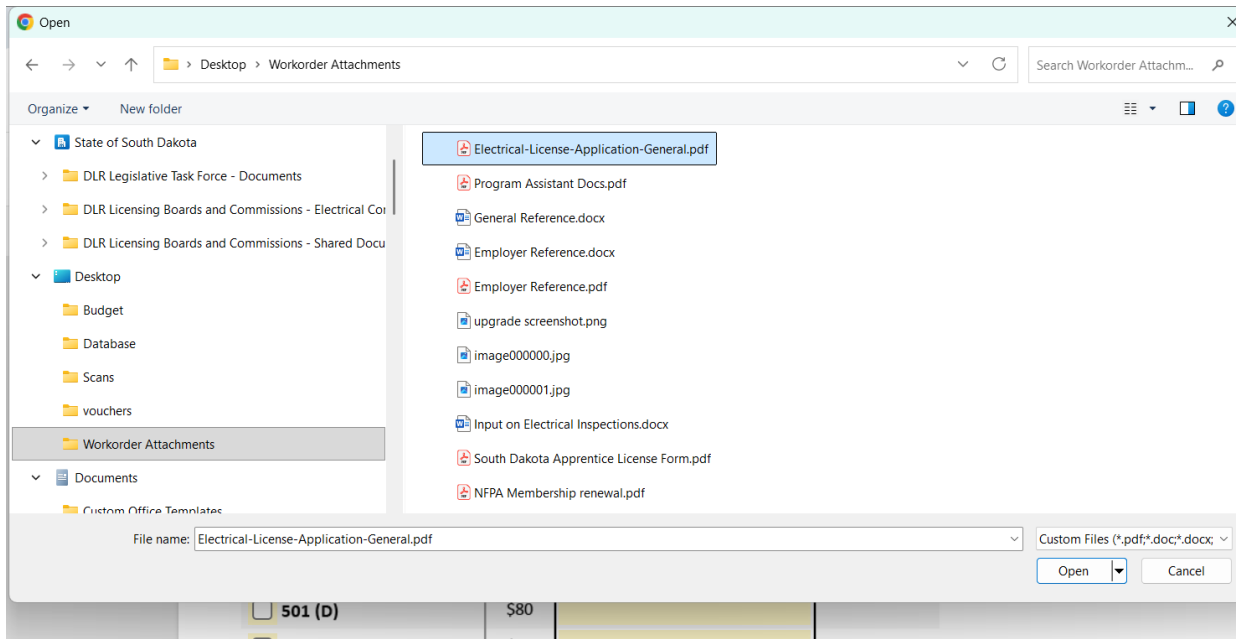 Open
Desktop > Workorder Attachments
Search Workorder Attachm...
Organize
New folder
State of South Dakota
DLR Legislative Task Force - Documents
DLR Licensing Boards and Commissions - Electrical Cor
DLR Licensing Boards and Commissions - Shared Docu
Desktop
Budget
Database
Scans
vouchers
Workorder Attachments
Documents
Custom Office Templates
Electrical-License-Application-General.pdf
Program Assistant Docs.pdf
General Reference.docx
Employer Reference.docx
Employer Reference.pdf
upgrade screenshot.png
image000000.jpg
image000001.jpg
Input on Electrical Inspections.docx
South Dakota Apprentice License Form.pdf
NFPA Membership renewal.pdf
File name: Electrical-License-Application-General.pdf
Custom Files (*.pdf;*.doc;*.docx;
Open
Cancel
501 (D) $80